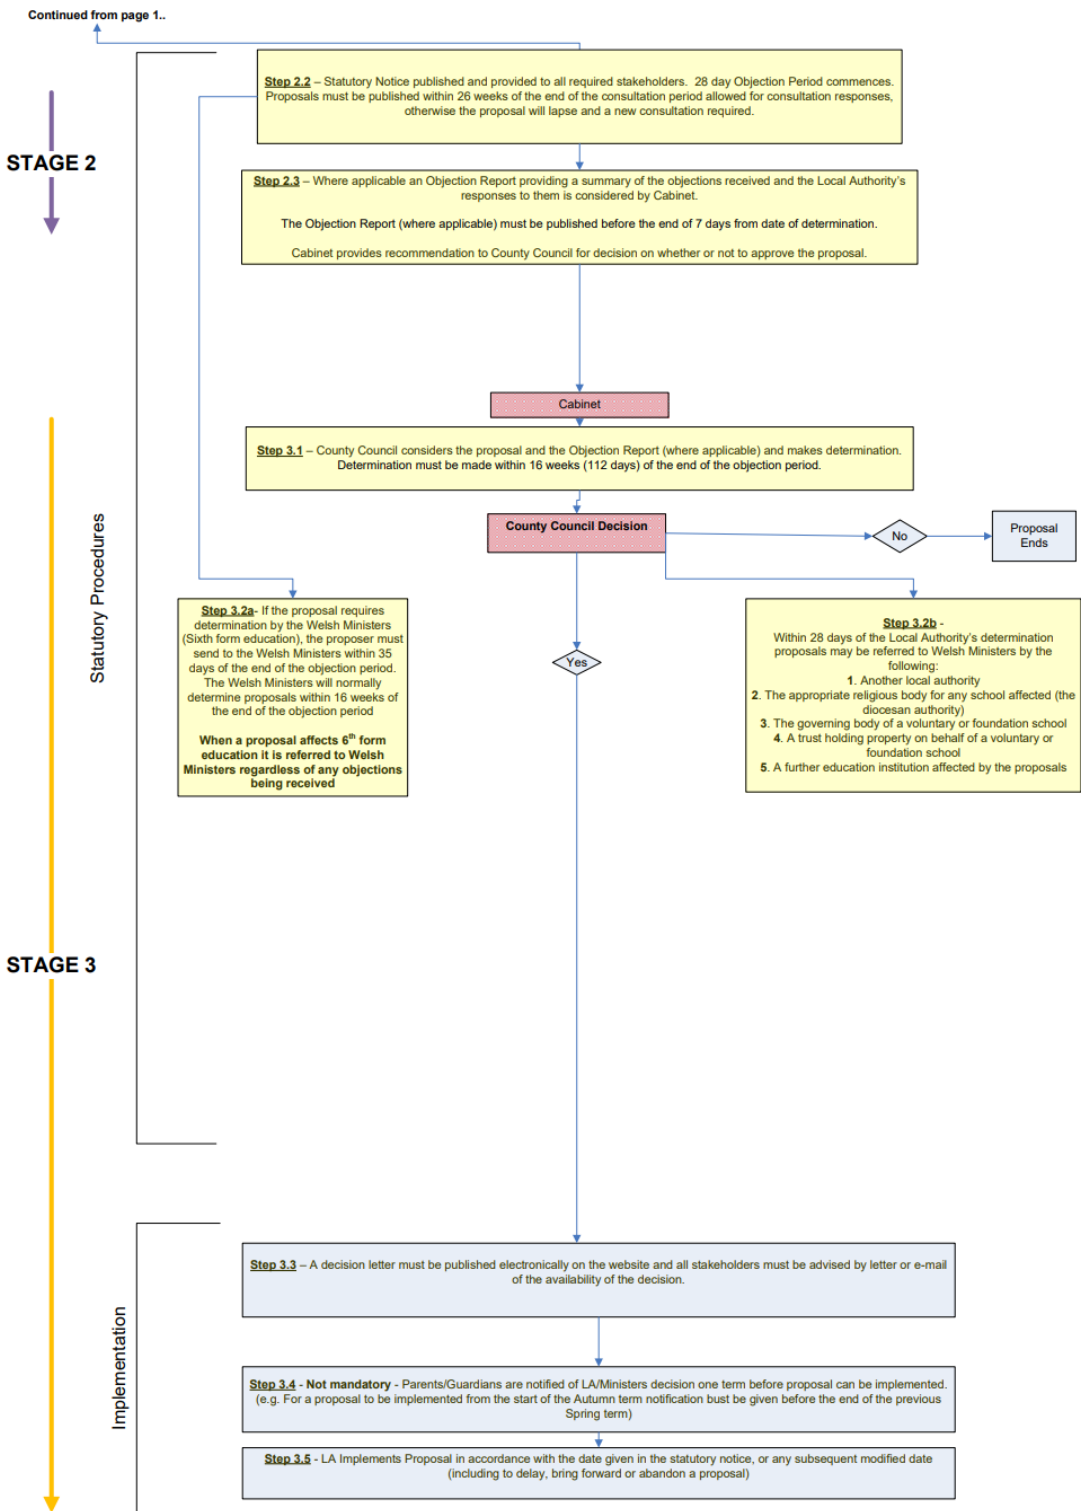 Continued from page 1..
Step 2.2 – Statutory Notice published and provided to all required stakeholders. 28 day Objection Period commences.
Proposals must be published within 26 weeks of the end of the consultation period allowed for consultation responses,
otherwise the proposal will lapse and a new consultation required.
STAGE 2
Step 2.3 – Where applicable an Objection Report providing a summary of the objections received and the Local Authority's
responses to them is considered by Cabinet.
The Objection Report (where applicable) must be published before the end of 7 days from date of determination.
Cabinet provides recommendation to County Council for decision on whether or not to approve the proposal.
Cabinet
Step 3.1 – County Council considers the proposal and the Objection Report (where applicable) and makes determination.
Determination must be made within 16 weeks (112 days) of the end of the objection period.
County Council Decision
No
Proposal
Ends
Statutory Procedures
Step 3.2a- If the proposal requires
determination by the Welsh Ministers
(Sixth form education), the proposer must
send to the Welsh Ministers within 35
days of the end of the objection period.
The Welsh Ministers will normally
determine proposals within 16 weeks of
the end of the objection period
When a proposal affects 6th form
education it is referred to Welsh
Ministers regardless of any objections
being received
Yes
Step 3.2b -
Within 28 days of the Local Authority's determination
proposals may be referred to Welsh Ministers by the
following:
1. Another local authority
2. The appropriate religious body for any school affected (the
diocesan authority)
3. The governing body of a voluntary or foundation school
4. A trust holding property on behalf of a voluntary or
foundation school
5. A further education institution affected by the proposals
STAGE 3
Implementation
Step 3.3 – A decision letter must be published electronically on the website and all stakeholders must be advised by letter or e-mail
of the availability of the decision.
Step 3.4 - Not mandatory - Parents/Guardians are notified of LA/Ministers decision one term before proposal can be implemented.
(e.g. For a proposal to be implemented from the start of the Autumn term notification bust be given before the end of the previous
Spring term)
Step 3.5 - LA Implements Proposal in accordance with the date given in the statutory notice, or any subsequent modified date
(including to delay, bring forward or abandon a proposal)